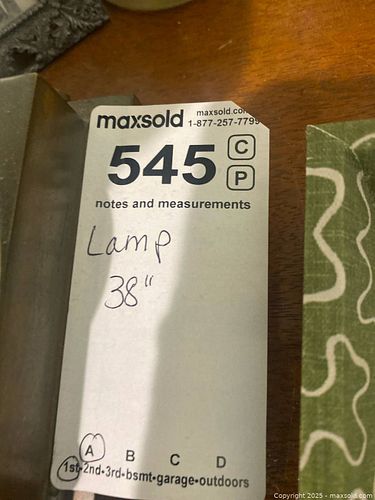 maxsold maxsold.com
1-877-257-7799
545 C
P
notes and measurements
Lamp
38"
A B C D
1st•2nd•3rd•bsmt•garage•outdoors
Copyright 2025 - maxsold.com